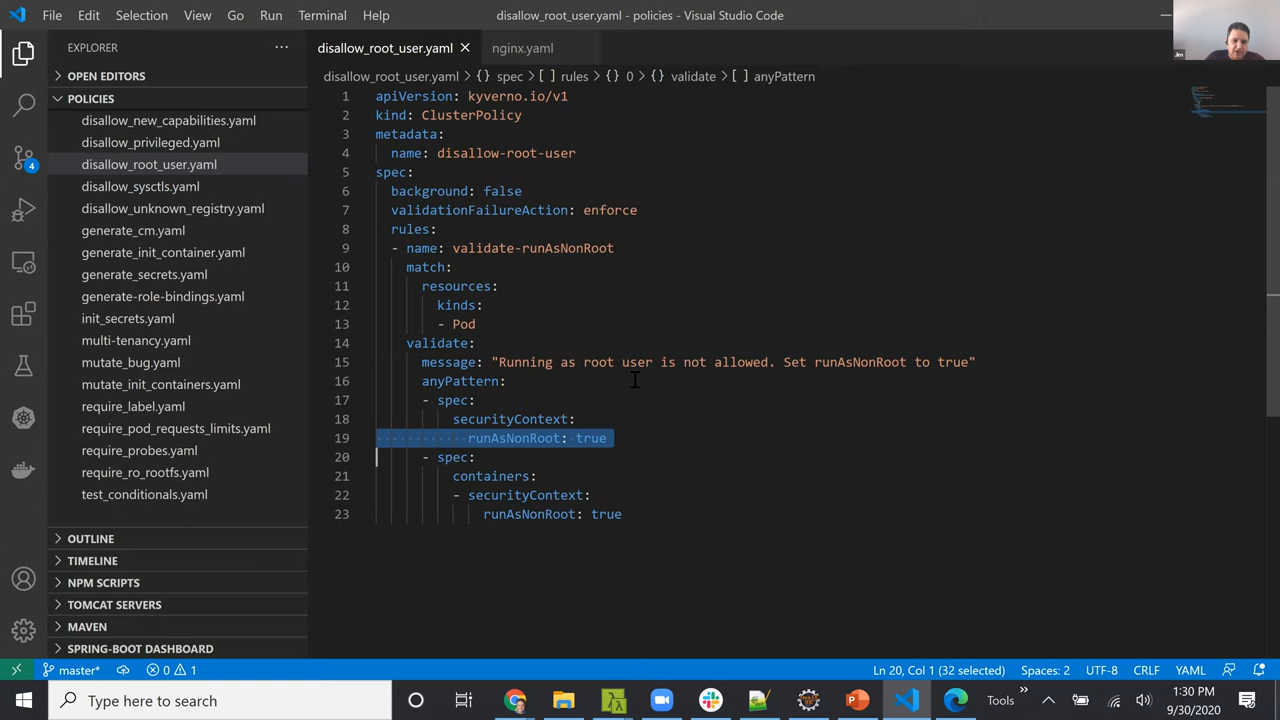 File Edit Selection View Go Run Terminal Help disallow_root_user.yaml - policies - Visual Studio Code
EXPLORER
OPEN EDITORS
POLICIES
disallow_new_capabilities.yaml
disallow_privileged.yaml
disallow_root_user.yaml
disallow_sysctls.yaml
disallow_unknown_registry.yaml
generate_cm.yaml
generate_init_container.yaml
generate_secrets.yaml
generate-role-bindings.yaml
init_secrets.yaml
multi-tenancy.yaml
mutate_bug.yaml
mutate_init_containers.yaml
require_label.yaml
require_pod_requests_limits.yaml
require_probes.yaml
require_ro_rootfs.yaml
test_conditionals.yaml
OUTLINE
TIMELINE
NPM SCRIPTS
TOMCAT SERVERS
MAVEN
SPRING-BOOT DASHBOARD
4
disallow_root_user.yaml nginx.yaml
disallow_root_user.yaml > {} spec > [ ] rules > {} 0 > {} validate > [ ] anyPattern
1 apiVersion: kyverno.io/v1
2 kind: ClusterPolicy
3 metadata:
4 name: disallow-root-user
5 spec:
6 background: false
7 validationFailureAction: enforce
8 rules:
9 - name: validate-runAsNonRoot
10 match:
11 resources:
12 kinds:
13 - Pod
14 validate:
15 message: "Running as root user is not allowed. Set runAsNonRoot to true"
16 anyPattern:
17 - spec:
18 securityContext:
19 runAsNonRoot: true
20 - spec:
21 containers:
22 - securityContext:
23 runAsNonRoot: true
Jim
master* 0 1 Ln 20, Col 1 (32 selected) Spaces: 2 UTF-8 CRLF YAML
Type here to search
Tools
1:30 PM
9/30/2020